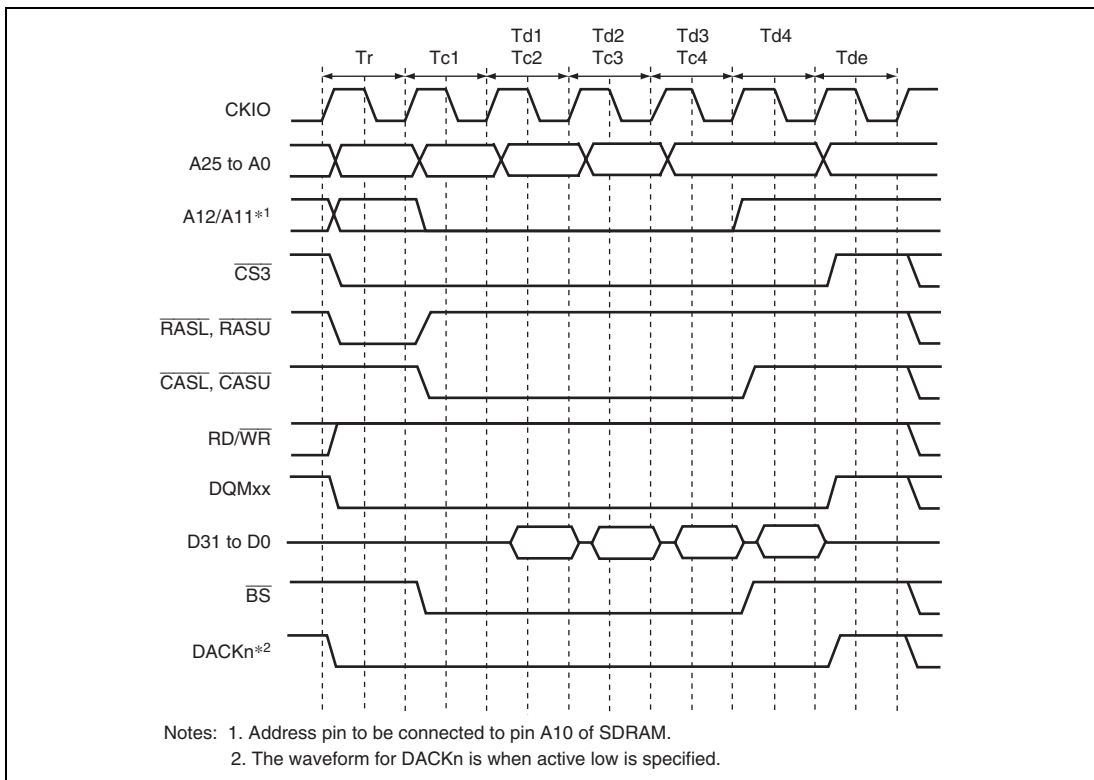 Td1 Td2 Td3 Td4
Tr Tc1 Tc2 Tc3 Tc4 Tde
CKIO
A25 to A0
A12/A11*1
CS3
RASL, RASU
CASL, CASU
RD/WR
DQMxx
D31 to D0
BS
DACKn*2
Notes: 1. Address pin to be connected to pin A10 of SDRAM.
2. The waveform for DACKn is when active low is specified.